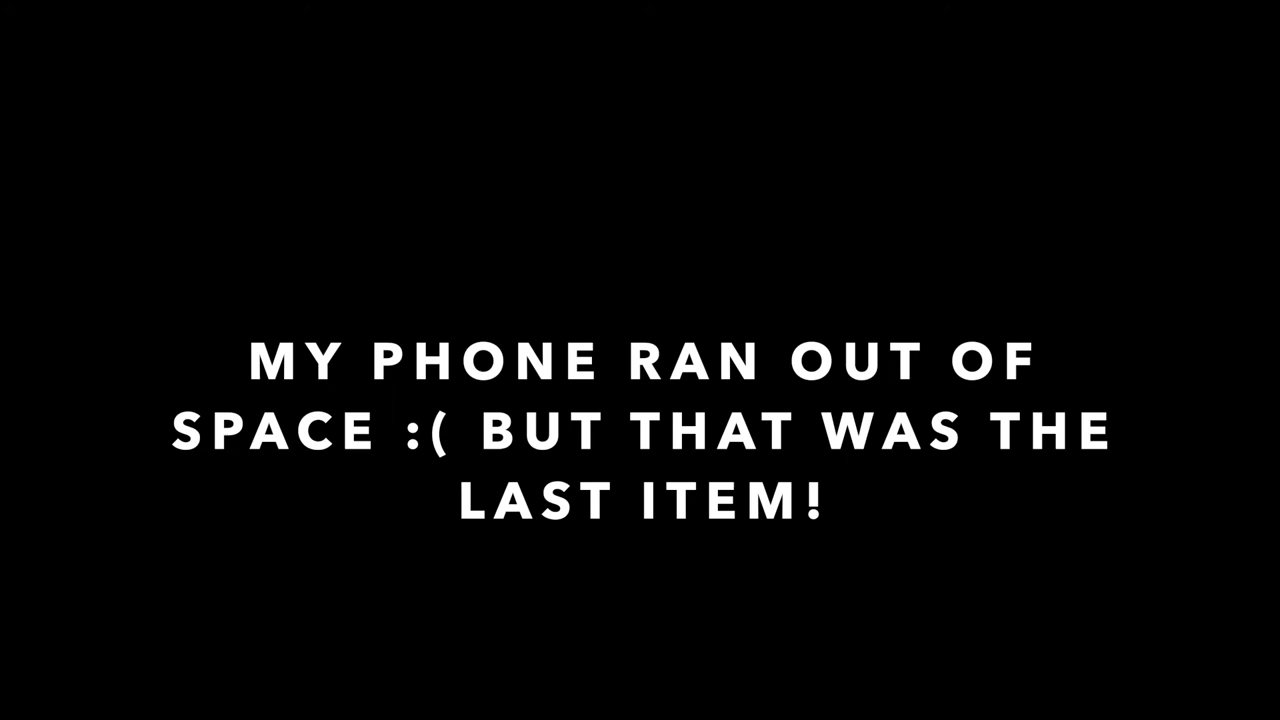 MY PHONE RAN OUT OF
SPACE :( BUT THAT WAS THE
LAST ITEM!